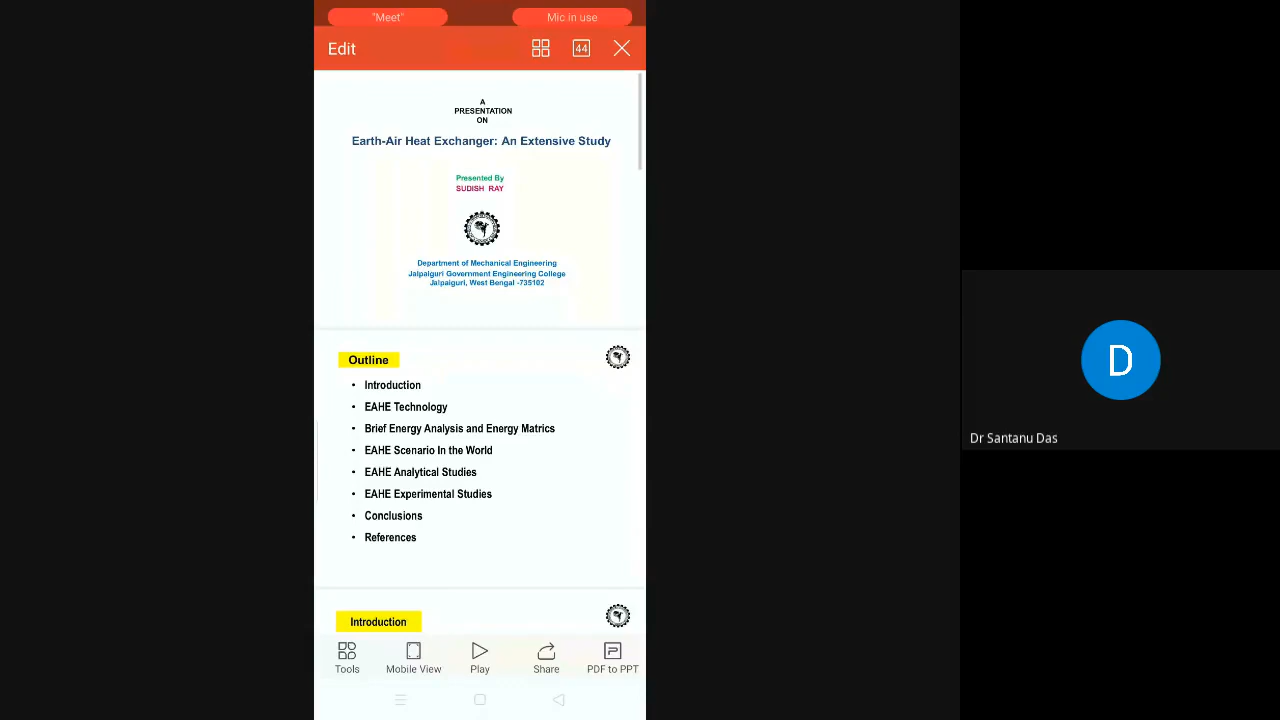 "Meet"
Mic in use
Edit
44
A
PRESENTATION
ON
Earth-Air Heat Exchanger: An Extensive Study
Presented By
SUDISH RAY
Department of Mechanical Engineering
Jalpaiguri Government Engineering College
Jalpaiguri, West Bengal -735102
Outline
• Introduction
• EAHE Technology
• Brief Energy Analysis and Energy Matrics
• EAHE Scenario In the World
• EAHE Analytical Studies
• EAHE Experimental Studies
• Conclusions
• References
Introduction
Tools
Mobile View
Play
Share
PDF to PPT
D
Dr Santanu Das